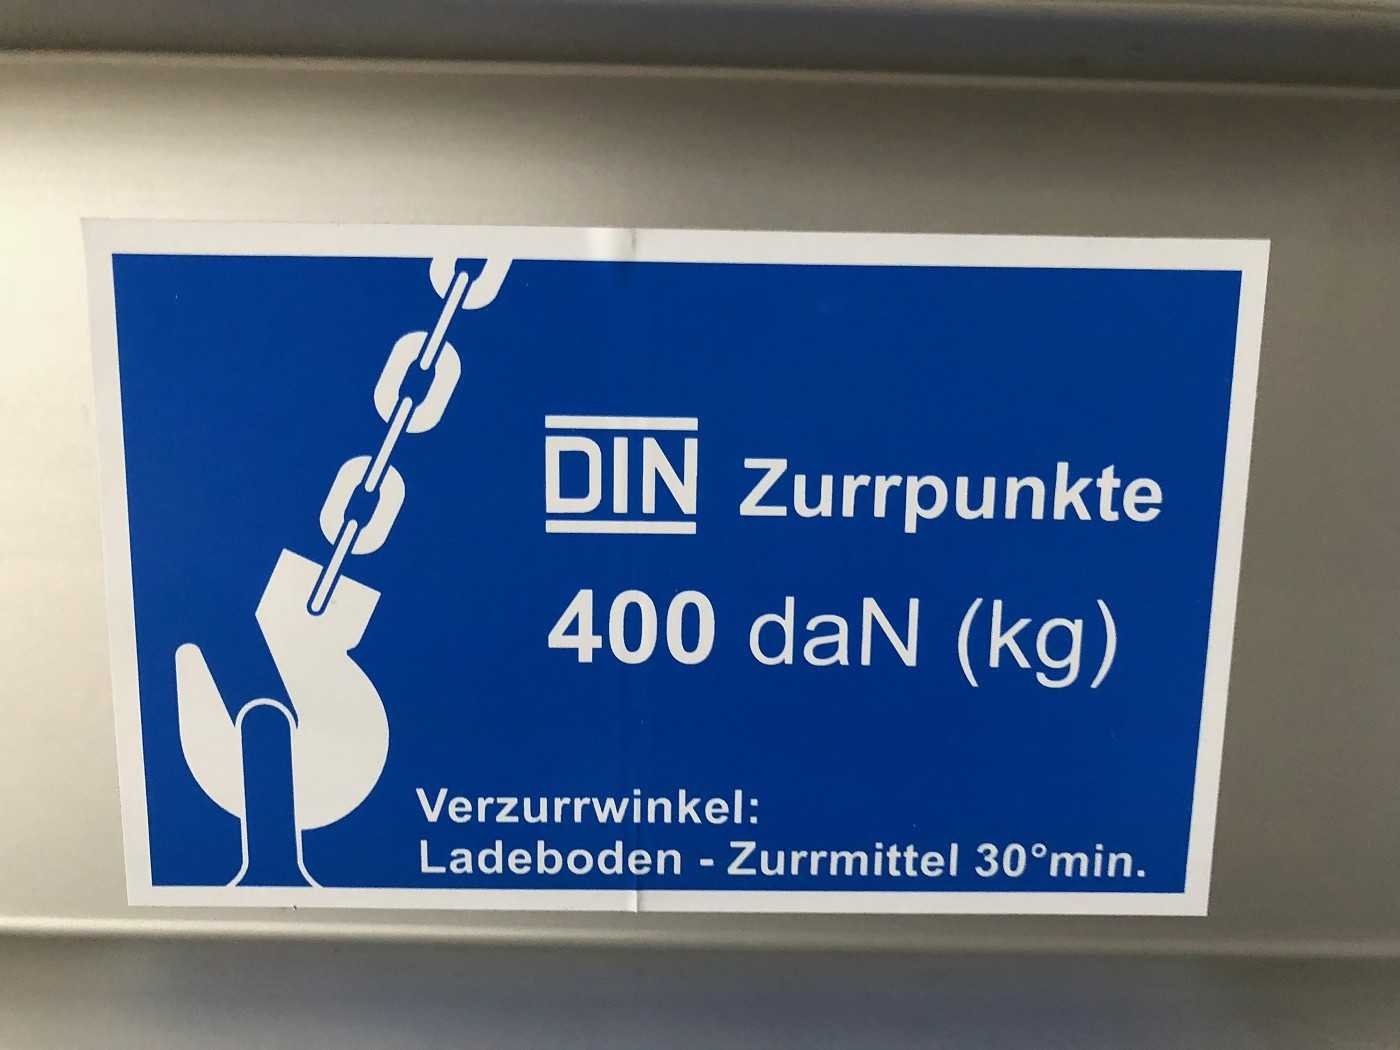 DIN Zurrpunkte
400 daN (kg)
Verzurrwinkel:
Ladeboden - Zurrmittel 30°min.